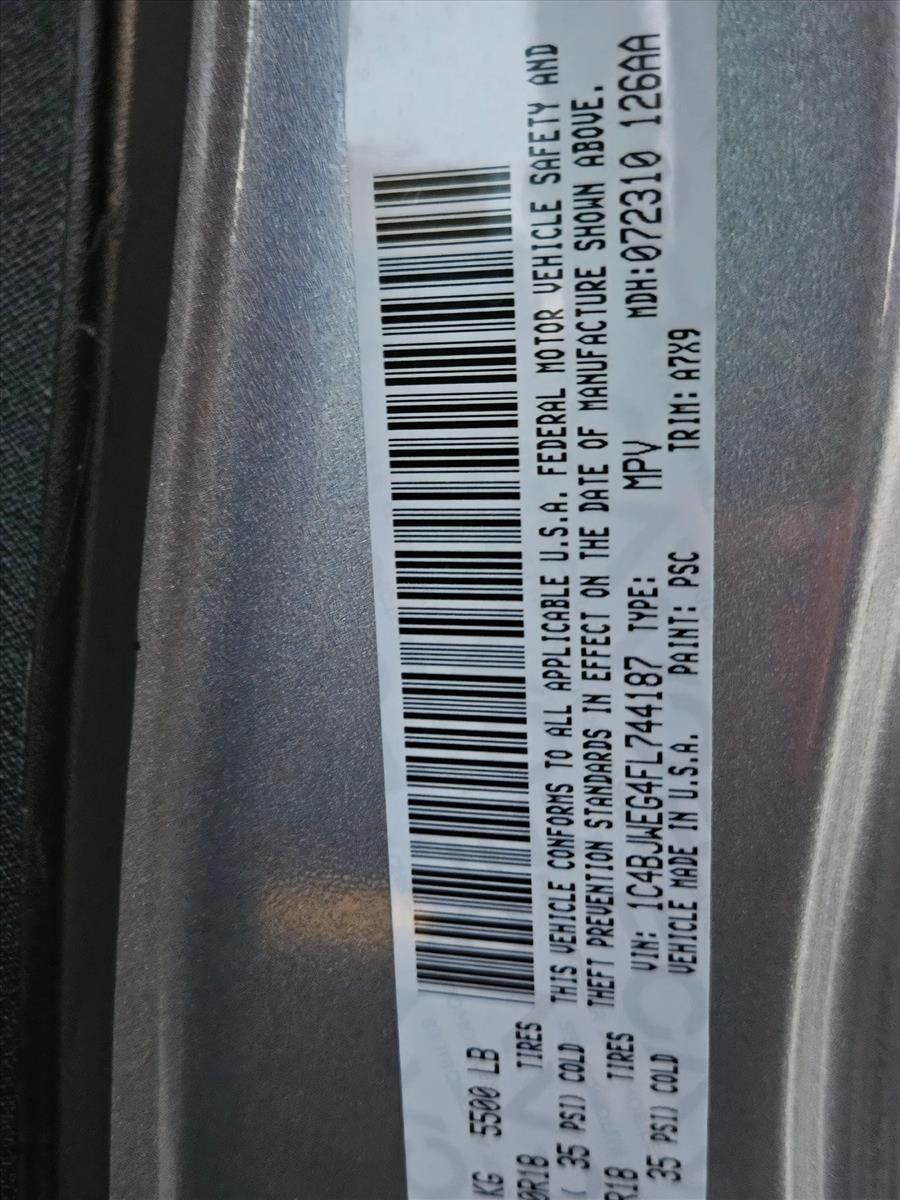 KG 5500 LB
0R18 TIRES
( 35 PSI) COLD
R18 TIRES
35 PSI) COLD
THIS VEHICLE CONFORMS TO ALL APPLICABLE U.S.A. FEDERAL MOTOR VEHICLE SAFETY AND
THEFT PREVENTION STANDARDS IN EFFECT ON THE DATE OF MANUFACTURE SHOWN ABOVE.
VIN: 1C4BJWEG4FL744187 TYPE: MPV MDH:072310 126AA
VEHICLE MADE IN U.S.A. PAINT: PSC TRIM: A7X9